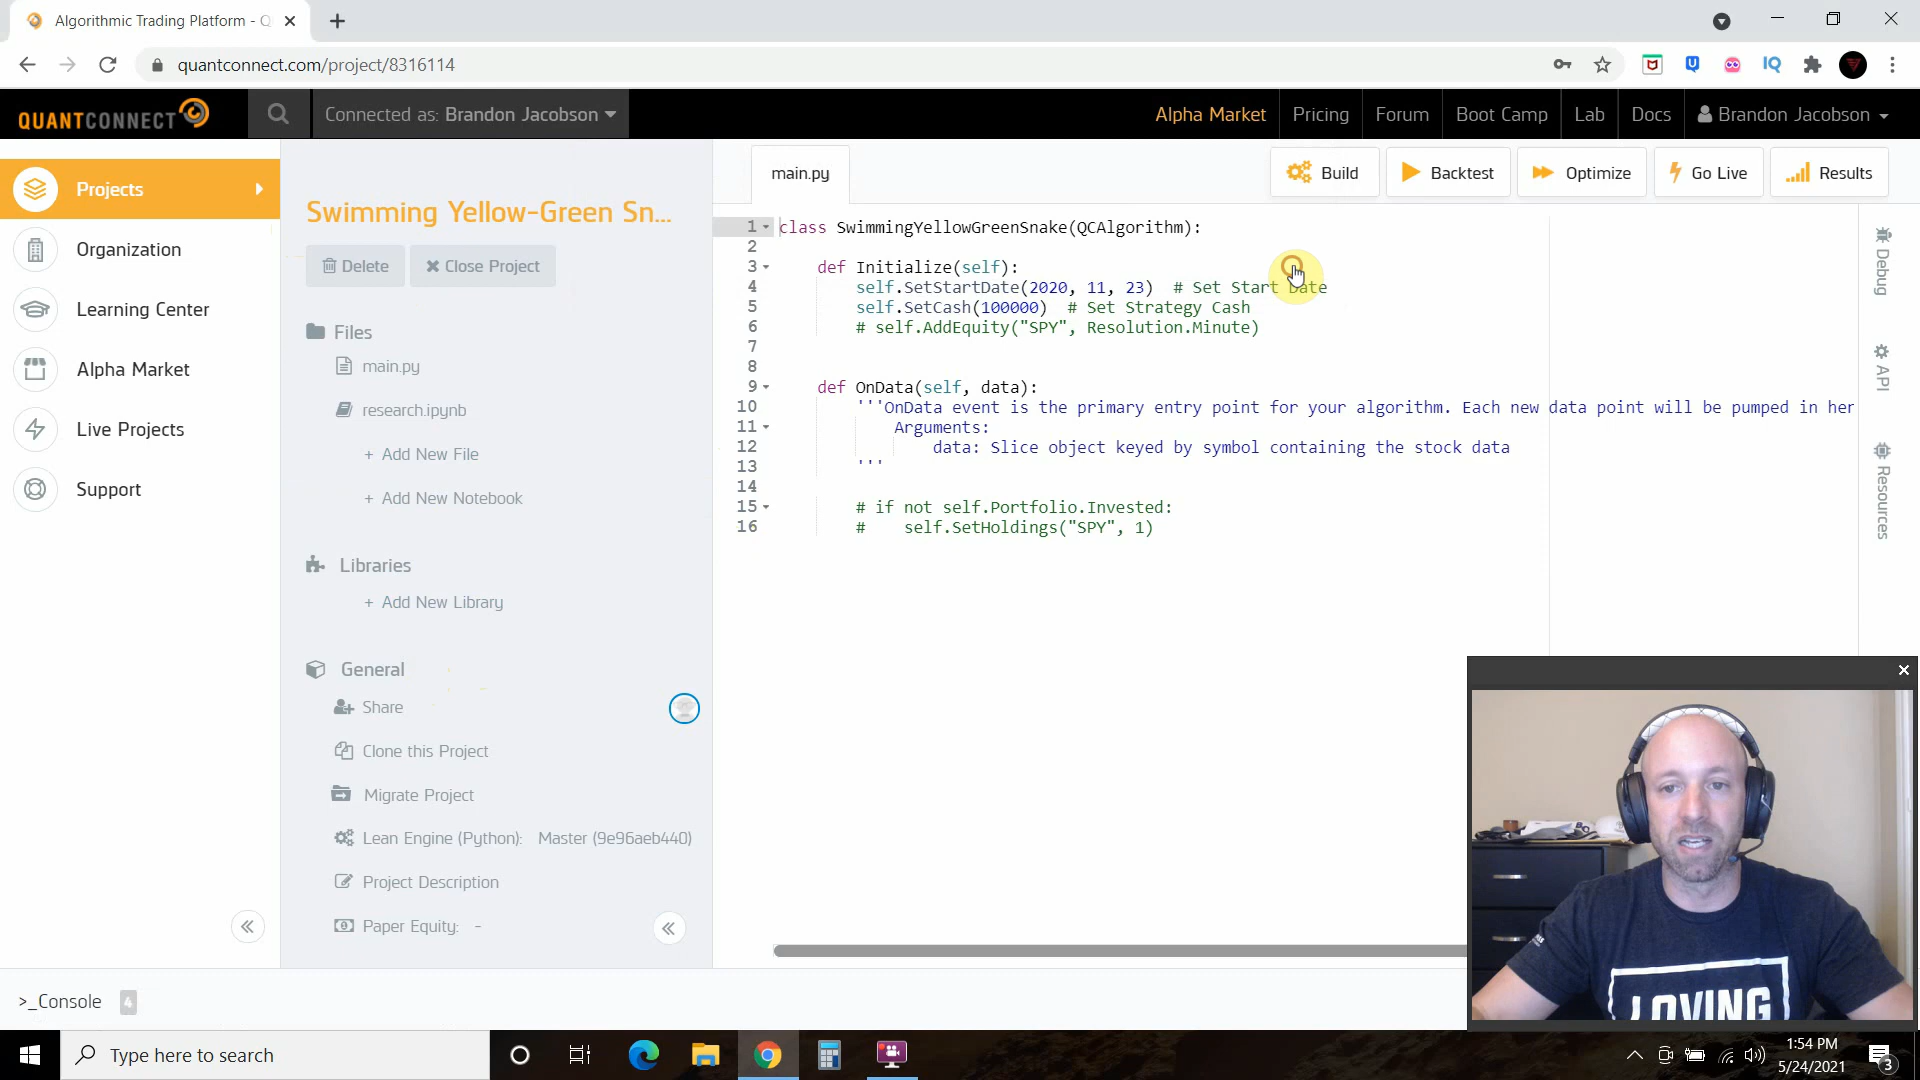 Algorithmic Trading Platform - Q
quantconnect.com/project/8316114
IQ
QUANTCONNECT
Connected as: Brandon Jacobson
Alpha Market
Pricing
Forum
Boot Camp
Lab
Docs
Brandon Jacobson
Projects
Organization
Learning Center
Alpha Market
Live Projects
Support
Swimming Yellow-Green Sn...
Delete
Close Project
Files
main.py
research.ipynb
+ Add New File
+ Add New Notebook
Libraries
+ Add New Library
General
Share
Clone this Project
Migrate Project
Lean Engine (Python): Master (9e96aeb440)
Project Description
Paper Equity: -
main.py
Build
Backtest
Optimize
Go Live
Results
1 class SwimmingYellowGreenSnake(QCAlgorithm):
2
3 def Initialize(self):
4 self.SetStartDate(2020, 11, 23) # Set Start Date
5 self.SetCash(100000) # Set Strategy Cash
6 # self.AddEquity("SPY", Resolution.Minute)
7
8
9 def OnData(self, data):
10 '''OnData event is the primary entry point for your algorithm. Each new data point will be pumped in her
11 Arguments:
12 data: Slice object keyed by symbol containing the stock data
13 '''
14
15 # if not self.Portfolio.Invested:
16 # self.SetHoldings("SPY", 1)
Debug
API
Resources
LOVING
>_Console 4
Type here to search
1:54 PM
5/24/2021
3